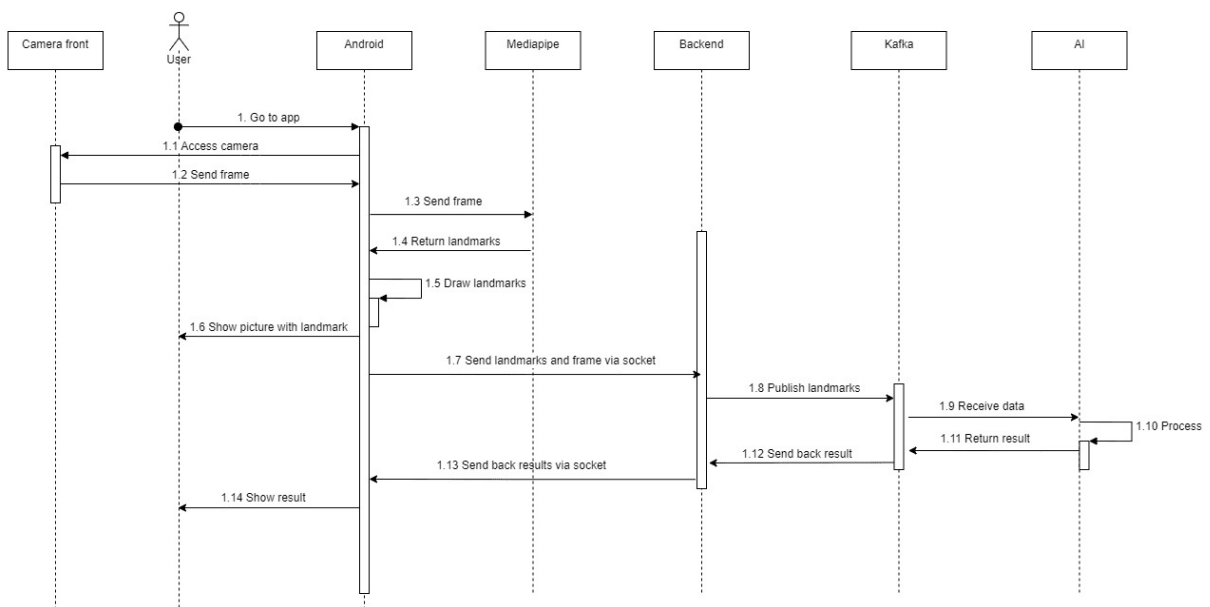 Camera front
User
Android
Mediapipe
Backend
Kafka
AI
1. Go to app
1.1 Access camera
1.2 Send frame
1.3 Send frame
1.4 Return landmarks
1.5 Draw landmarks
1.6 Show picture with landmark
1.7 Send landmarks and frame via socket
1.8 Publish landmarks
1.9 Receive data
1.10 Process
1.11 Return result
1.12 Send back result
1.13 Send back results via socket
1.14 Show result